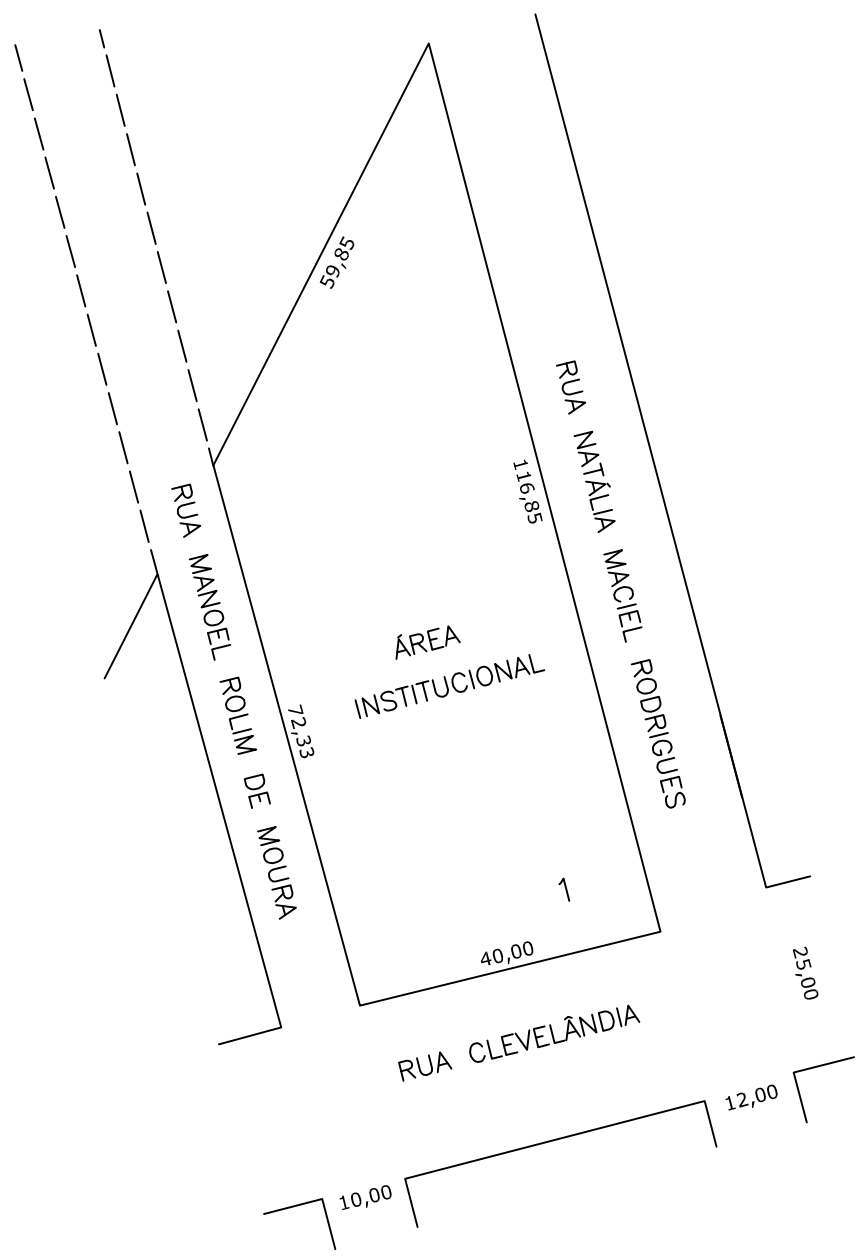 59,85
RUA NATÁLIA MACIEL RODRIGUES
116,85
RUA MANOEL ROLIM DE MOURA
ÁREA
INSTITUCIONAL
72,33
1
40,00
25,00
RUA CLEVELÂNDIA
12,00
10,00